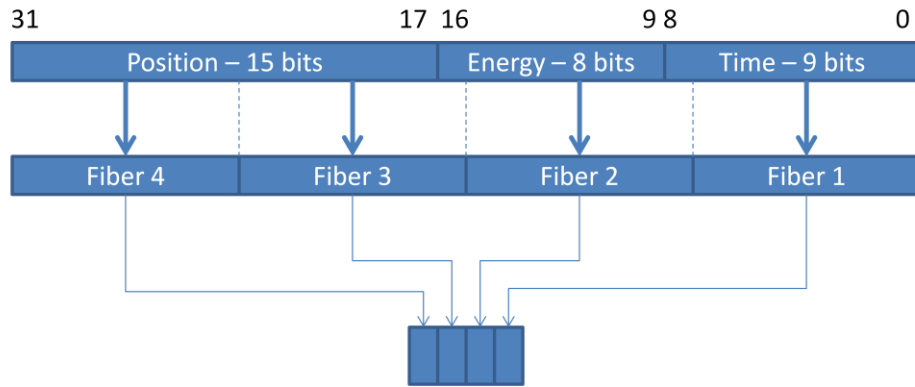 31 17 16 9 8 0
Position – 15 bits Energy – 8 bits Time – 9 bits
Fiber 4 Fiber 3 Fiber 2 Fiber 1